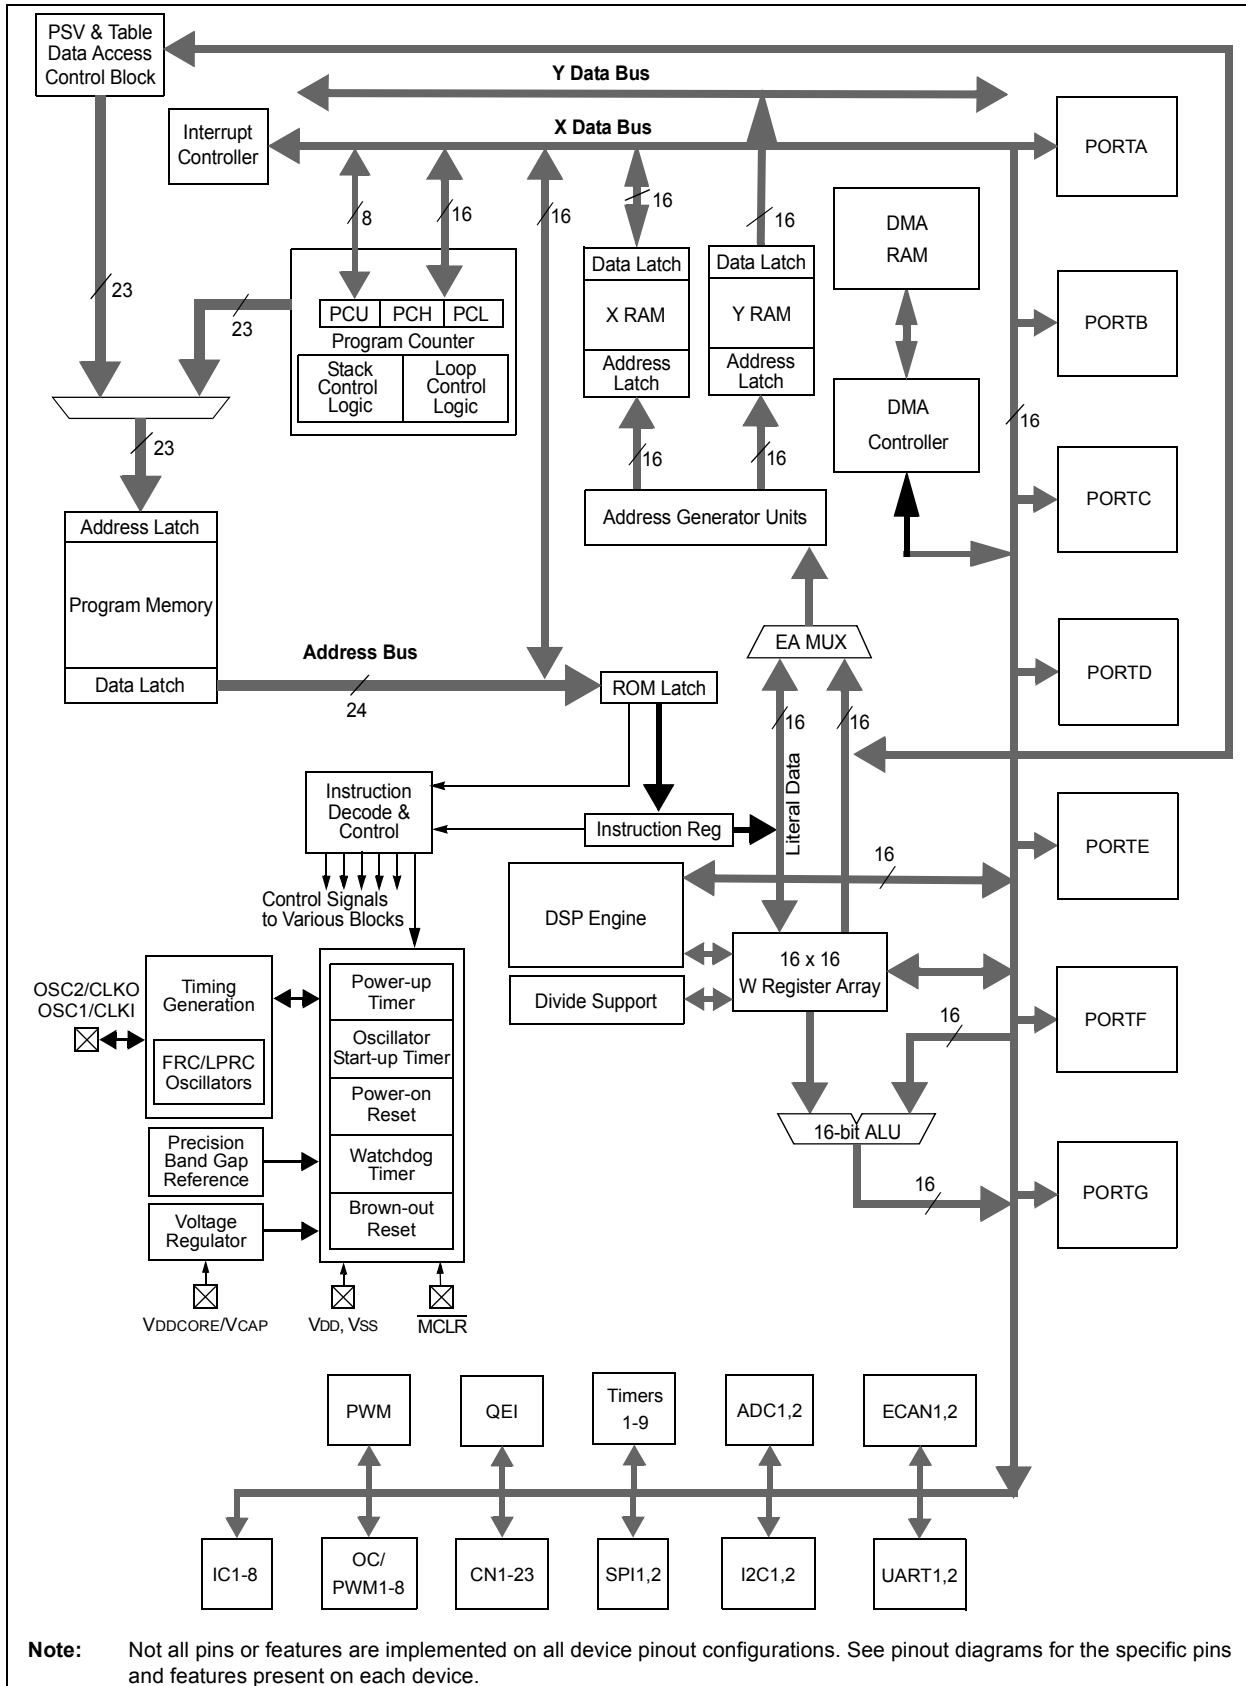 PSV & Table
Data Access
Control Block
Y Data Bus
X Data Bus
Interrupt
Controller
PORTA
8
16
16
16
16
DMA
RAM
23
23
Data Latch
Data Latch
PCU
PCH
PCL
Program Counter
X RAM
Y RAM
PORTB
Stack
Control
Logic
Loop
Control
Logic
Address
Latch
Address
Latch
DMA
Controller
16
23
16
16
PORTC
Address Latch
Address Generator Units
Program Memory
EA MUX
Address Bus
PORTD
Data Latch
24
ROM Latch
16
16
Literal Data
Instruction
Decode &
Control
Instruction Reg
PORTE
16
Control Signals
to Various Blocks
DSP Engine
16 x 16
W Register Array
Divide Support
OSC2/CLKO
OSC1/CLKI
Timing
Generation
Power-up
Timer
PORTF
16
FRC/LPRC
Oscillators
Oscillator
Start-up Timer
Power-on
Reset
16-bit ALU
Precision
Band Gap
Reference
Watchdog
Timer
16
PORTG
Voltage
Regulator
Brown-out
Reset
VDDCORE/VCAP
VDD, VSS
MCLR
PWM
QEI
Timers
1-9
ADC1,2
ECAN1,2
IC1-8
OC/
PWM1-8
CN1-23
SPI1,2
I2C1,2
UART1,2
Note: Not all pins or features are implemented on all device pinout configurations. See pinout diagrams for the specific pins
and features present on each device.